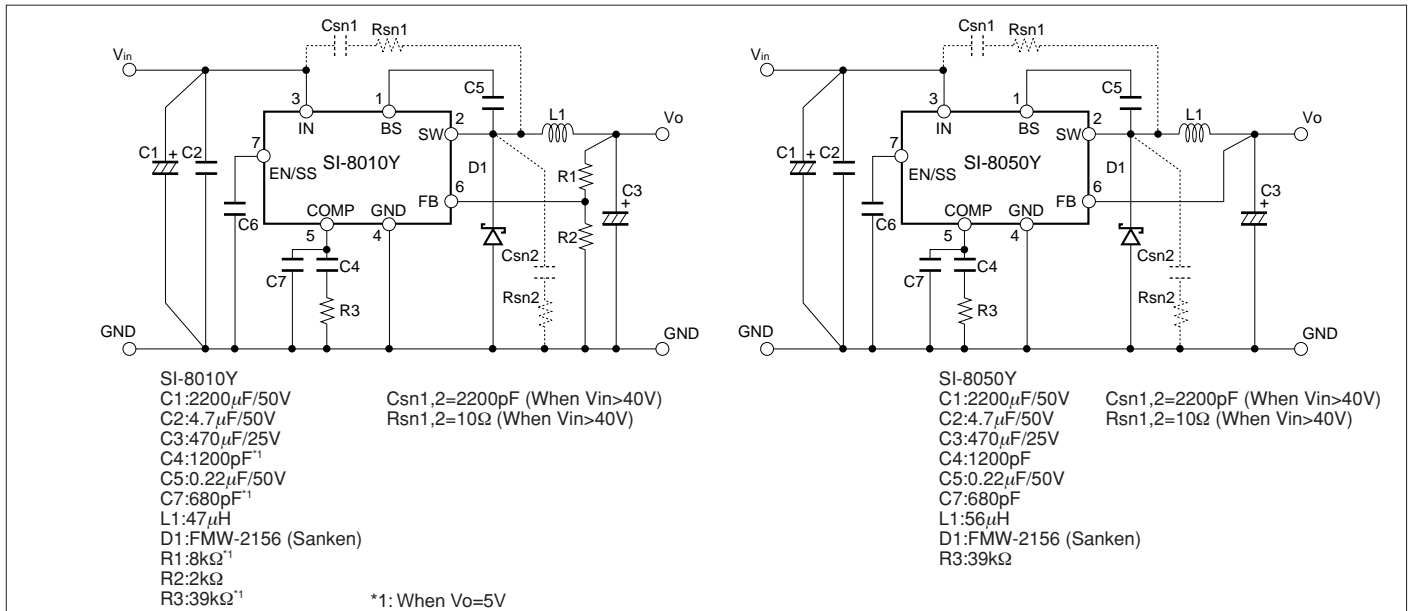 Csn1 Rsn1
Vin
C5
3 1
IN BS
L1
Vo
2
SW
7
C1 + C2
SI-8010Y
EN/SS
D1
R1
6
FB
C3
+
COMP GND
C6
5 4
R2
C7
C4
Csn2
R3
Rsn2
GND
GND
SI-8010Y
C1:2200μF/50V
C2:4.7μF/50V
C3:470μF/25V
C4:1200pF*1
C5:0.22μF/50V
C7:680pF*1
L1:47μH
D1:FMW-2156 (Sanken)
R1:8kΩ*1
R2:2kΩ
R3:39kΩ*1
Csn1,2=2200pF (When Vin>40V)
Rsn1,2=10Ω (When Vin>40V)
*1: When Vo=5V
Csn1 Rsn1
Vin
C5
3 1
IN BS
L1
Vo
2
SW
7
C1 + C2
SI-8050Y
EN/SS
D1
6
FB
C3
+
COMP GND
C6
5 4
C7
C4
Csn2
R3
Rsn2
GND
GND
SI-8050Y
C1:2200μF/50V
C2:4.7μF/50V
C3:470μF/25V
C4:1200pF
C5:0.22μF/50V
C7:680pF
L1:56μH
D1:FMW-2156 (Sanken)
R3:39kΩ
Csn1,2=2200pF (When Vin>40V)
Rsn1,2=10Ω (When Vin>40V)